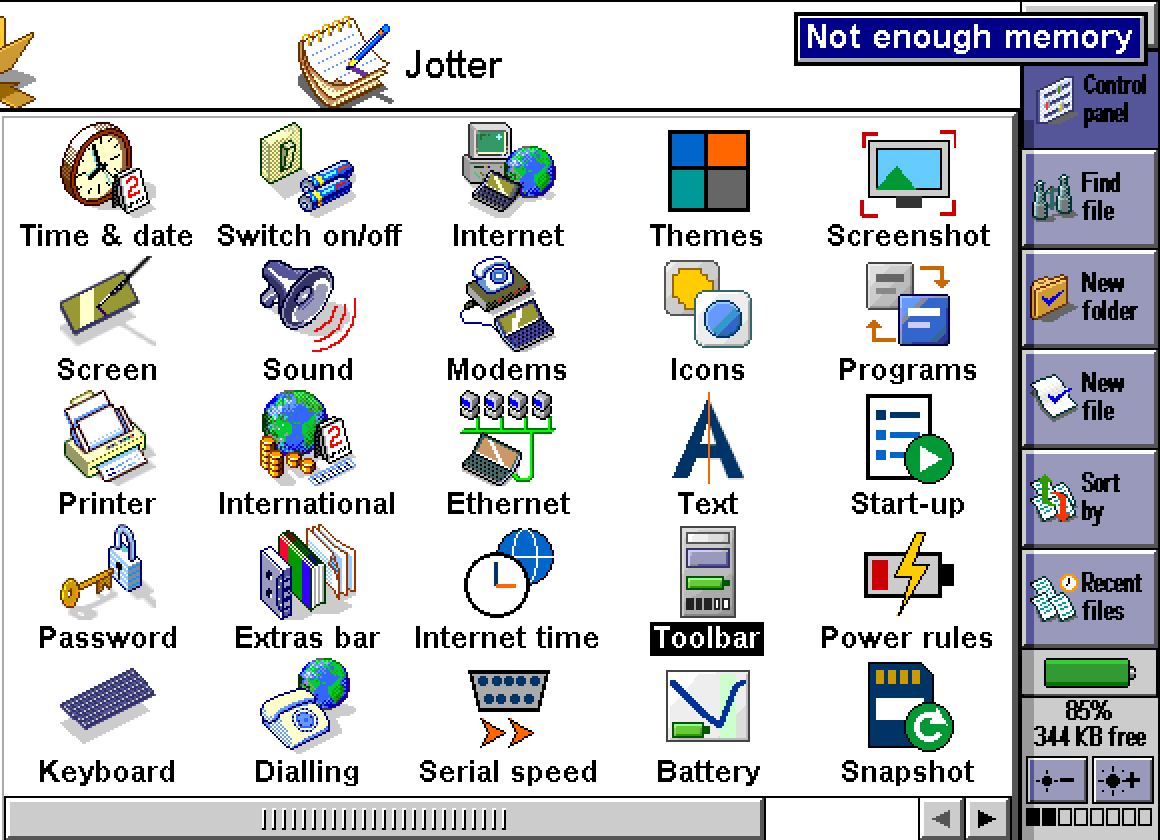 Jotter
Not enough memory
Control
panel
Time & date
Switch on/off
Internet
Themes
Screenshot
Find
file
Screen
Sound
Modems
Icons
Programs
New
folder
Printer
International
Ethernet
Text
Start-up
New
file
Password
Extras bar
Internet time
Toolbar
Power rules
Sort
by
Keyboard
Dialling
Serial speed
Battery
Snapshot
Recent
files
85%
344 KB free